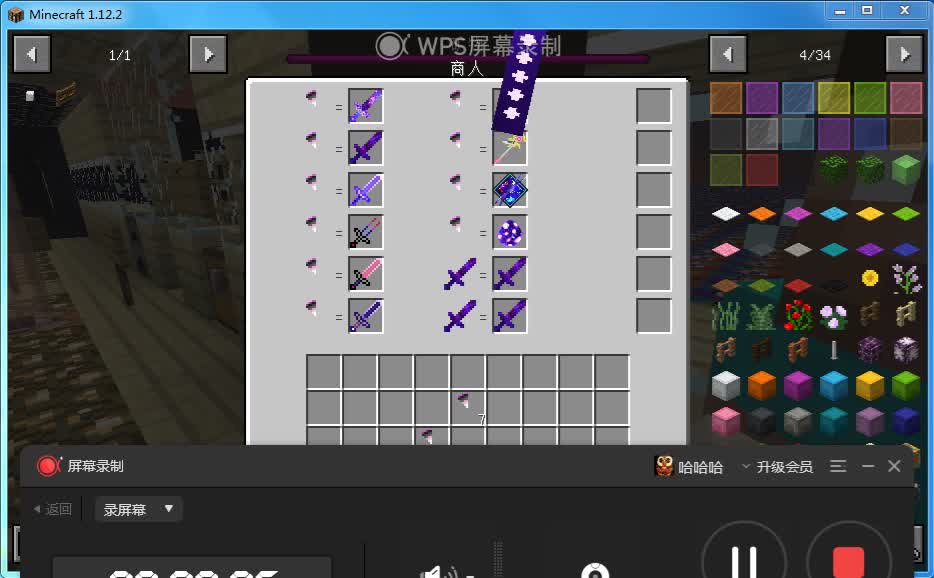 Minecraft 1.12.2
1/1
WPS屏幕录制
4/34
商人
=
=
=
=
=
=
=
=
=
=
=
7
屏幕录制
哈哈哈
升级会员
返回
录屏幕